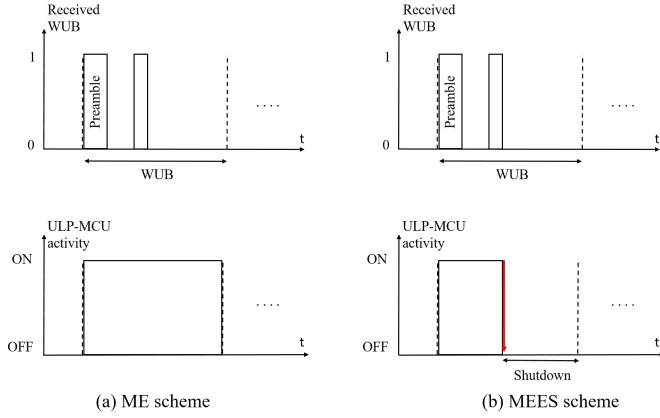 Received
WUB
1
Preamble
0
t
....
WUB
ULP-MCU
activity
ON
OFF
t
....
(a) ME scheme
Received
WUB
1
Preamble
0
t
....
WUB
ULP-MCU
activity
ON
OFF
t
....
Shutdown
(b) MEES scheme